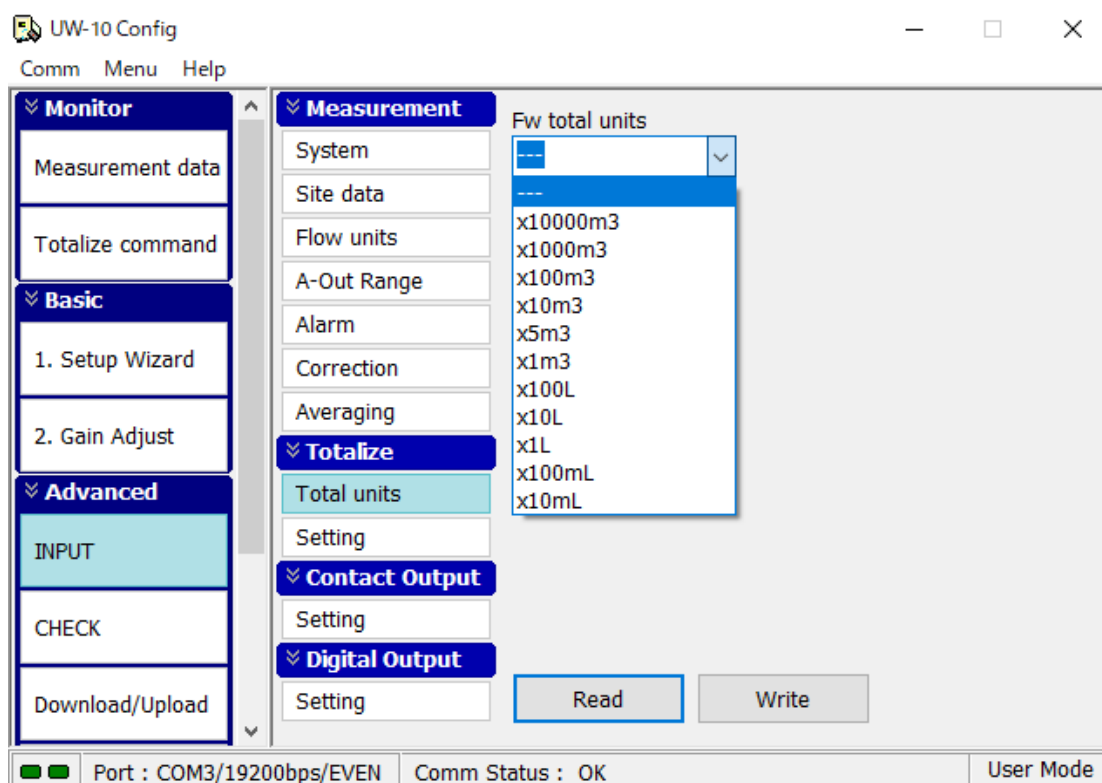 UW-10 Config
Comm Menu Help
Monitor
Measurement data
Totalize command
Basic
1. Setup Wizard
2. Gain Adjust
Advanced
INPUT
CHECK
Download/Upload
Measurement
System
Site data
Flow units
A-Out Range
Alarm
Correction
Averaging
Totalize
Total units
Setting
Contact Output
Setting
Digital Output
Setting
Fw total units
---
---
x10000m3
x1000m3
x100m3
x10m3
x5m3
x1m3
x100L
x10L
x1L
x100mL
x10mL
Read
Write
Port : COM3/19200bps/EVEN
Comm Status : OK
User Mode